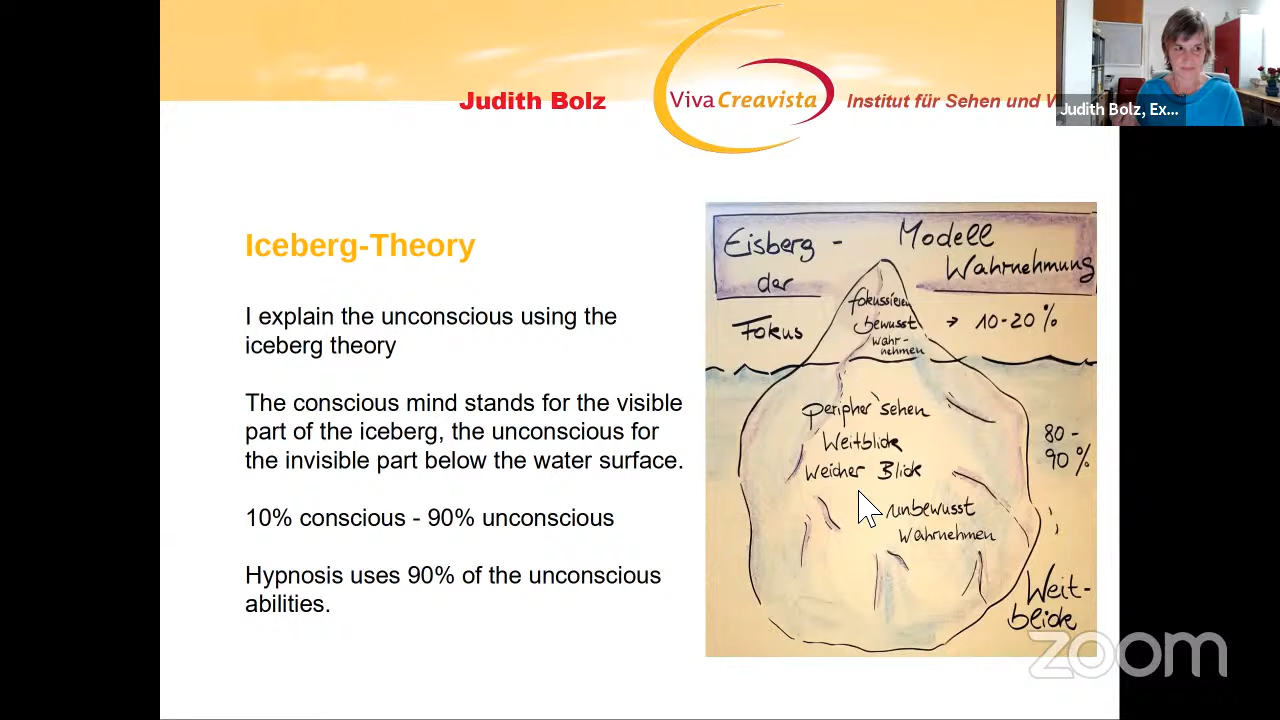 Judith Bolz
VivaCreavista
Institut für Sehen und
Judith Bolz, Ex...
Iceberg-Theory
I explain the unconscious using the
iceberg theory
The conscious mind stands for the visible
part of the iceberg, the unconscious for
the invisible part below the water surface.
10% conscious - 90% unconscious
Hypnosis uses 90% of the unconscious
abilities.
Eisberg - Modell
der Wahrnehmung
Fokus
fokussieren
bewusst
wahr-
nehmen
→ 10-20%
peripher sehen
Weitblick
Weicher Blick
unbewusst
Wahrnehmen
80-
90%
Weit-
blick
zoom